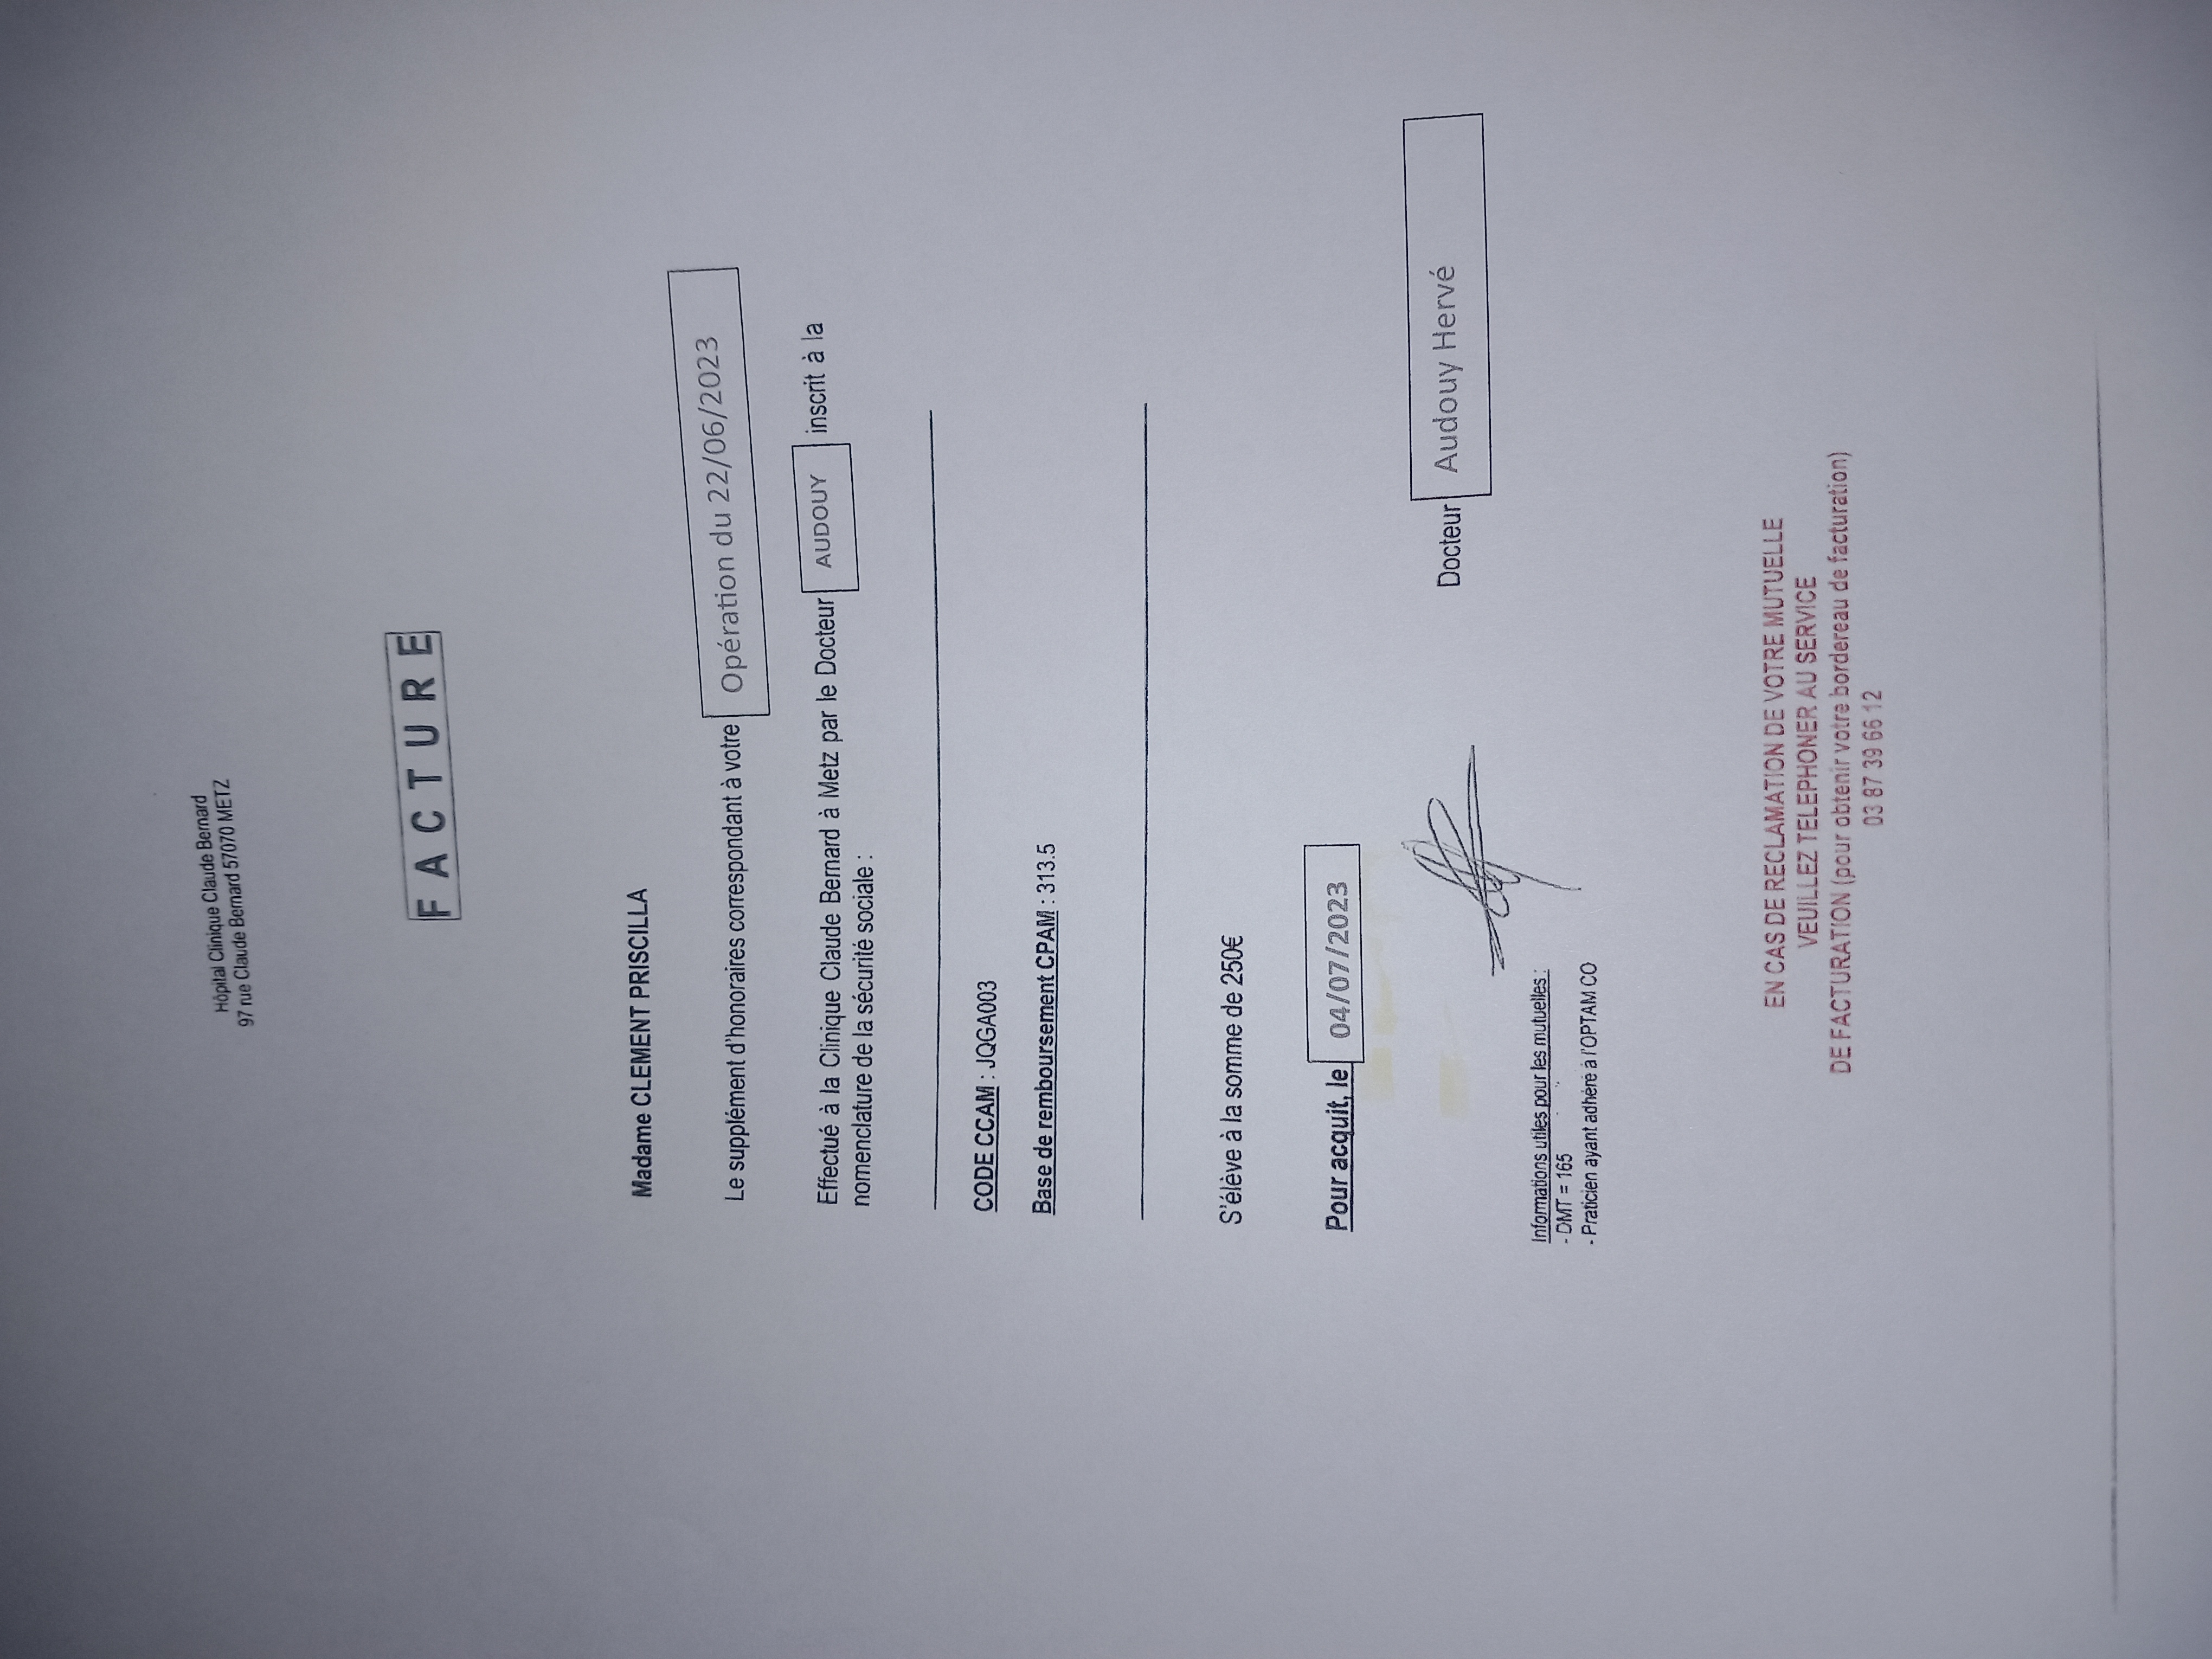 Hôpital Clinique Claude Bernard
97 rue Claude Bernard 57070 METZ
FACTURE
Madame CLEMENT PRISCILLA
Le supplément d'honoraires correspondant à votre Opération du 22/06/2023
Effectué à la Clinique Claude Bernard à Metz par le Docteur AUDOUY inscrit à la
nomenclature de la sécurité sociale :
CODE CCAM : JQGA003
Base de remboursement CPAM : 313.5
S'élève à la somme de 250€
Pour acquit, le 04/07/2023
Docteur Audouy Hervé
Informations utiles pour les mutuelles :
- DMT = 165
- Praticien ayant adhéré à l'OPTAM CO
EN CAS DE RECLAMATION DE VOTRE MUTUELLE
VEUILLEZ TELEPHONER AU SERVICE
DE FACTURATION (pour obtenir votre bordereau de facturation)
03 87 39 66 12